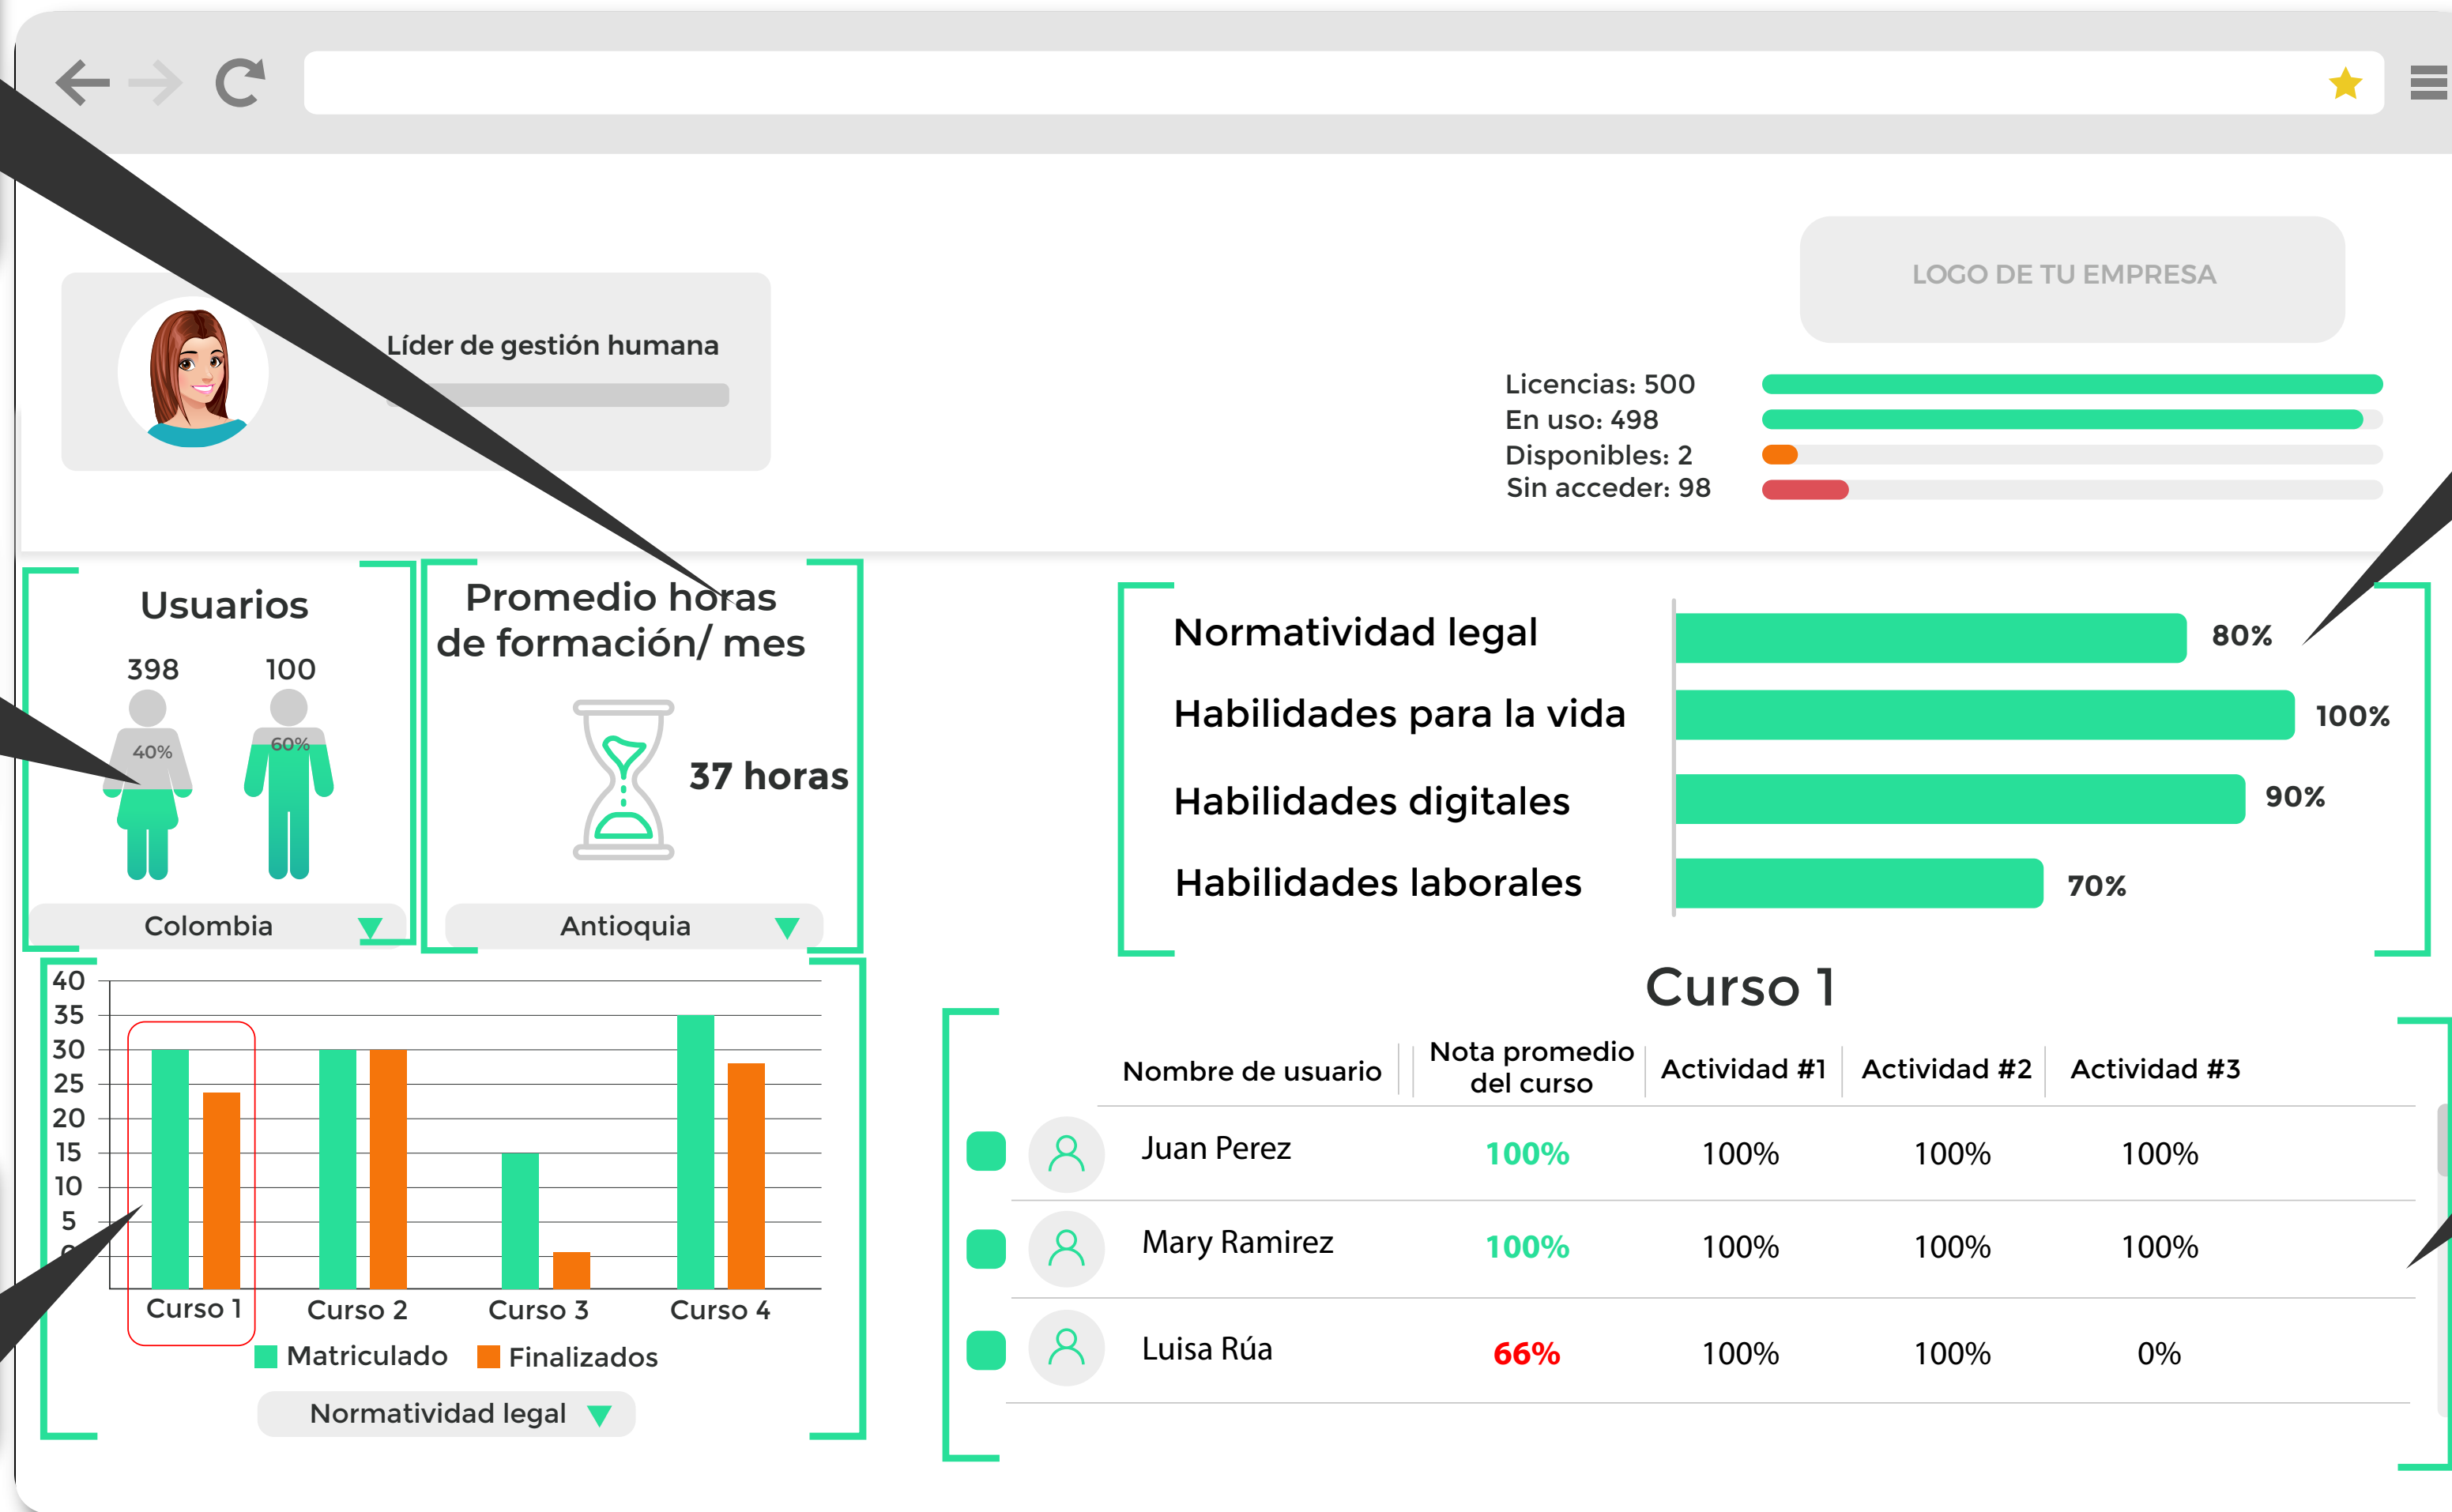 LOGO DE TU EMPRESA
Líder de gestión humana
Licencias: 500
En uso: 498
Disponibles: 2
Sin acceder: 98
Usuarios
398 100
40% 60%
Colombia
Promedio horas
de formación/ mes
37 horas
Antioquia
Normatividad legal 80%
Habilidades para la vida 100%
Habilidades digitales 90%
Habilidades laborales 70%
40
35
30
25
20
15
10
5
Curso 1 Curso 2 Curso 3 Curso 4
Matriculado Finalizados
Normatividad legal
Curso 1
Nombre de usuario Nota promedio del curso Actividad #1 Actividad #2 Actividad #3
Juan Perez 100% 100% 100% 100%
Mary Ramirez 100% 100% 100% 100%
Luisa Rúa 66% 100% 100% 0%